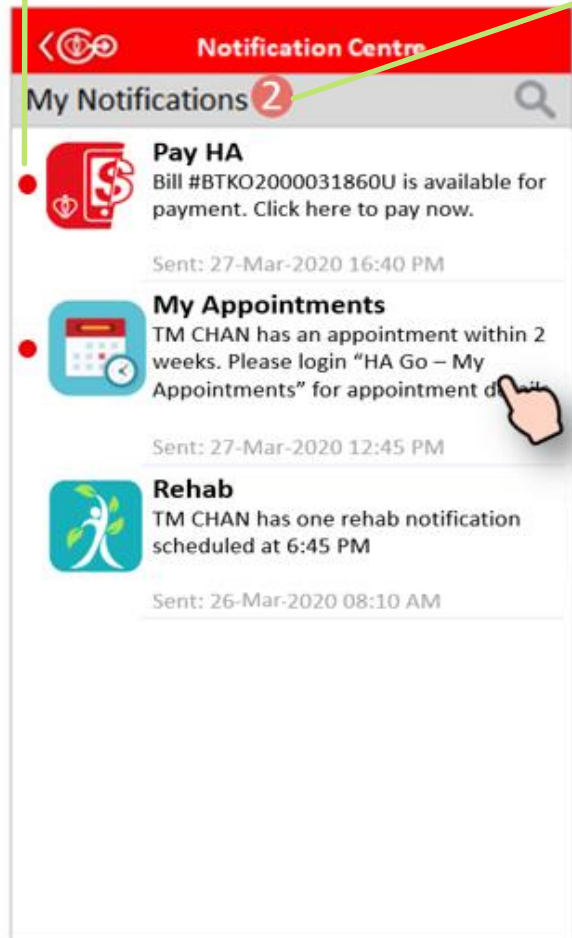 Notification Centre
My Notifications 2
Pay HA
Bill #BTKO2000031860U is available for
payment. Click here to pay now.
Sent: 27-Mar-2020 16:40 PM
My Appointments
TM CHAN has an appointment within 2
weeks. Please login “HA Go – My
Appointments” for appointment
Sent: 27-Mar-2020 12:45 PM
Rehab
TM CHAN has one rehab notification
scheduled at 6:45 PM
Sent: 26-Mar-2020 08:10 AM